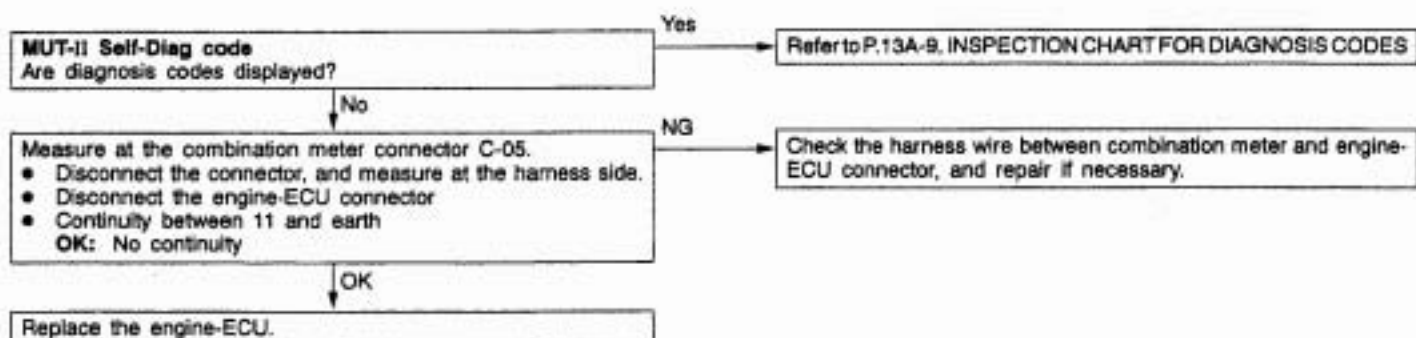 MUT-II Self-Diag code
Are diagnosis codes displayed?
Yes
Refer to P.13A-9, INSPECTION CHART FOR DIAGNOSIS CODES
No
Measure at the combination meter connector C-05.
● Disconnect the connector, and measure at the harness side.
● Disconnect the engine-ECU connector
● Continuity between 11 and earth
OK: No continuity
NG
Check the harness wire between combination meter and engine-
ECU connector, and repair if necessary.
OK
Replace the engine-ECU.